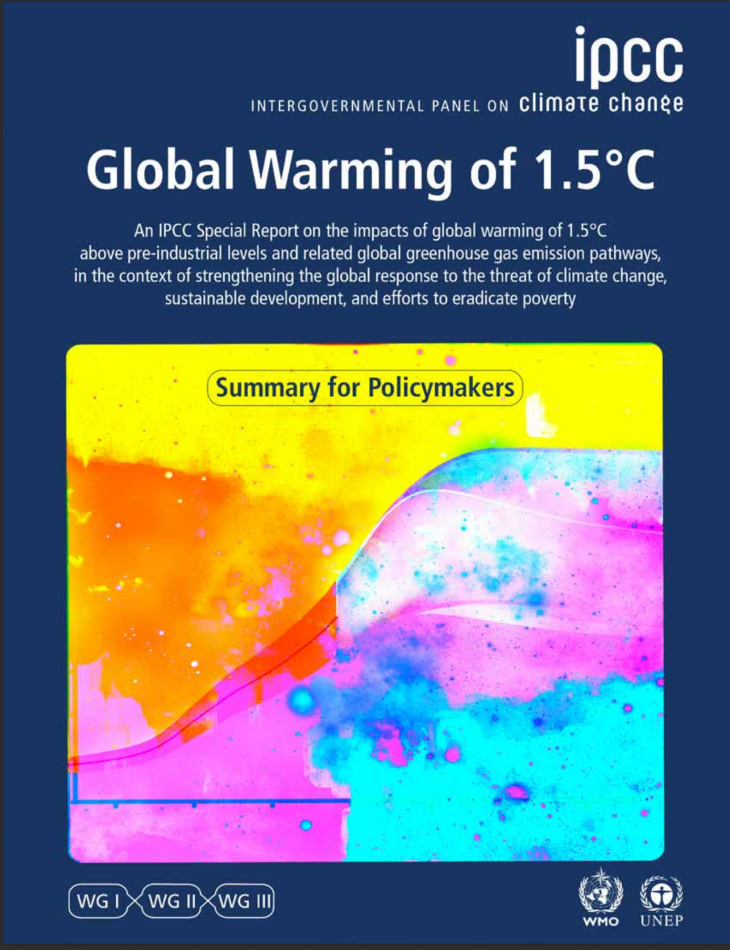 ipcc
INTERGOVERNMENTAL PANEL ON climate change
Global Warming of 1.5°C
An IPCC Special Report on the impacts of global warming of 1.5°C
above pre-industrial levels and related global greenhouse gas emission pathways,
in the context of strengthening the global response to the threat of climate change,
sustainable development, and efforts to eradicate poverty
Summary for Policymakers
WG I WG II WG III
WMO UNEP